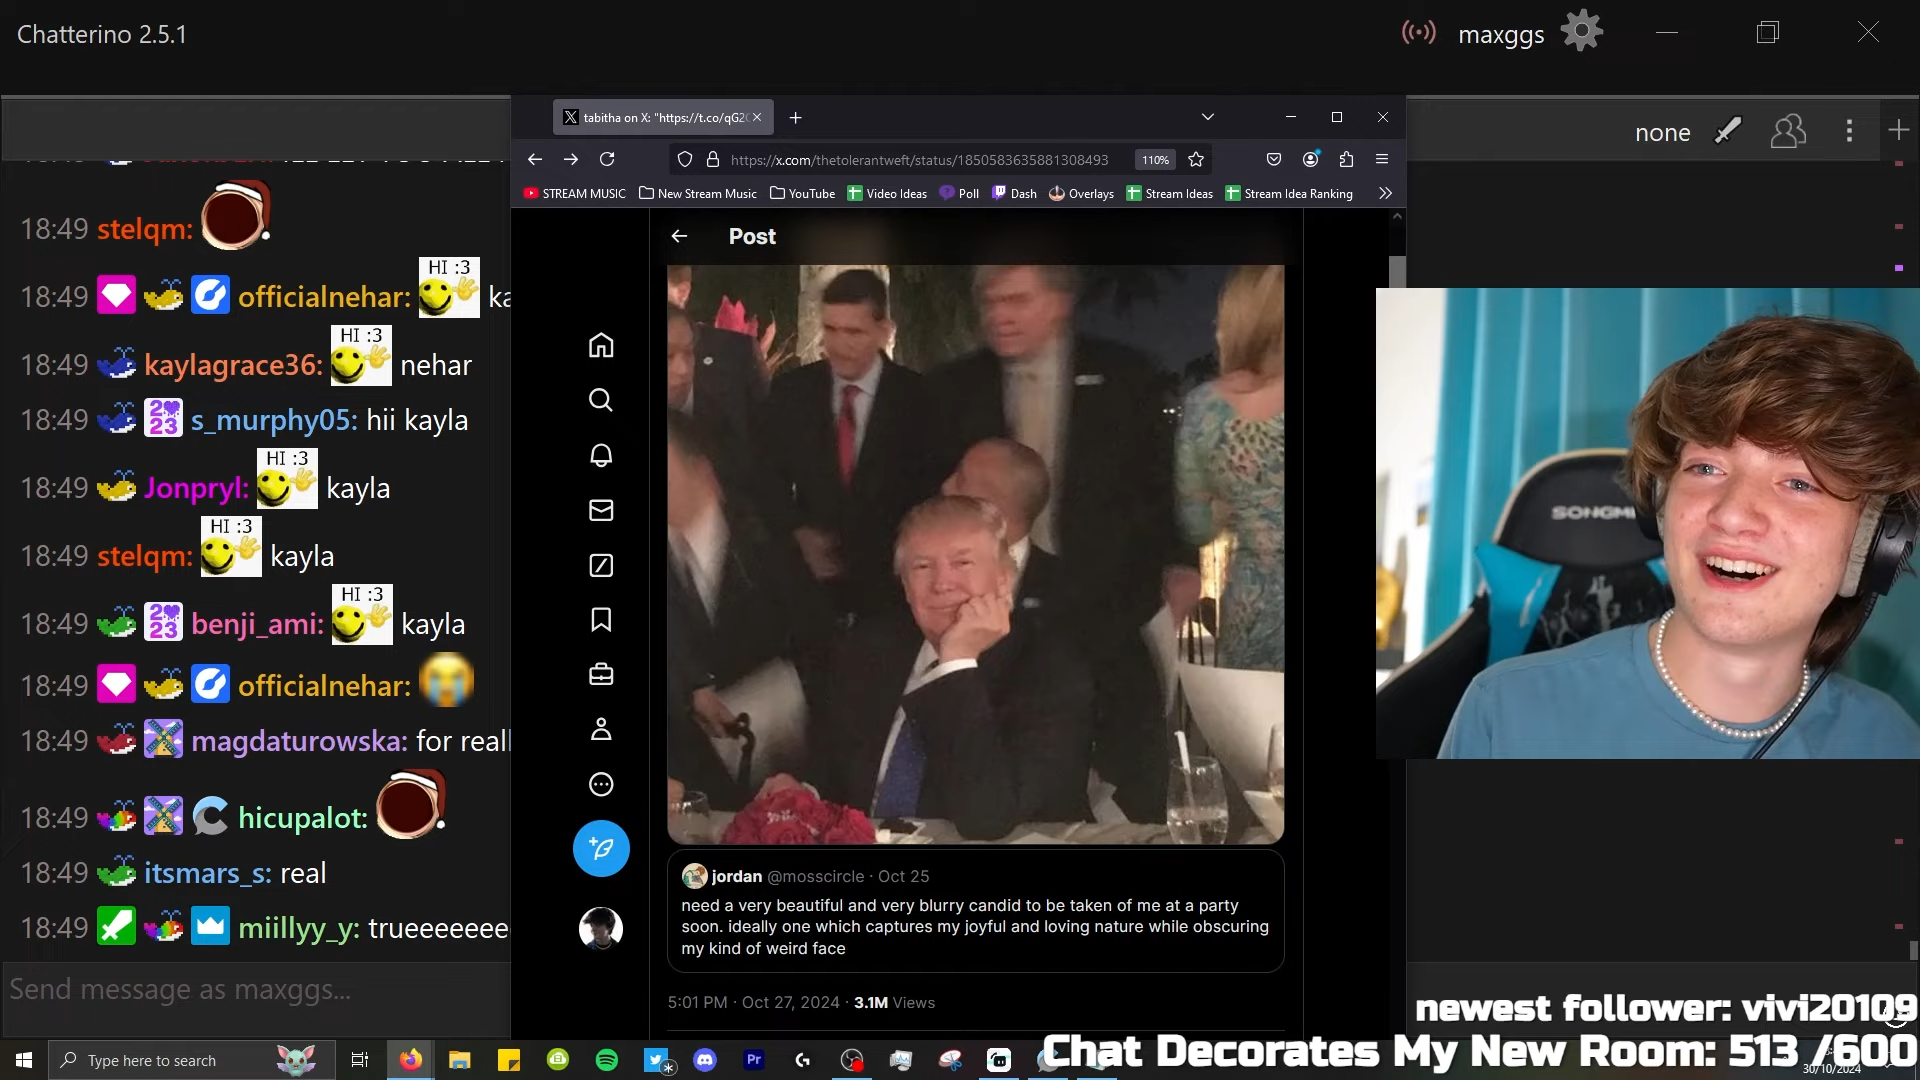 Chatterino 2.5.1
maxggs
none
tabitha on X: "https://t.co/qG2
https://x.com/thetolerantweft/status/1850583635881308493
110%
STREAM MUSIC
New Stream Music
YouTube
Video Ideas
Poll
Dash
Overlays
Stream Ideas
Stream Idea Ranking
Post
18:49 stelqm:
18:49 officialnehar: HI :3
18:49 kaylagrace36: HI :3 nehar
18:49 2023 s_murphy05: hii kayla
18:49 Jonpryl: HI :3 kayla
18:49 stelqm: HI :3 kayla
18:49 2023 benji_ami: HI :3 kayla
18:49 officialnehar:
18:49 magdaturowska: for real
18:49 hicupalot:
18:49 itsmars_s: real
18:49 miillyy_y: trueeeeeee
Send message as maxggs...
jordan @mosscircle · Oct 25
need a very beautiful and very blurry candid to be taken of me at a party
soon. ideally one which captures my joyful and loving nature while obscuring
my kind of weird face
5:01 PM · Oct 27, 2024 · 3.1M Views
newest follower: vivi20109
Chat Decorates My New Room: 513 /600
Type here to search
30/10/2024